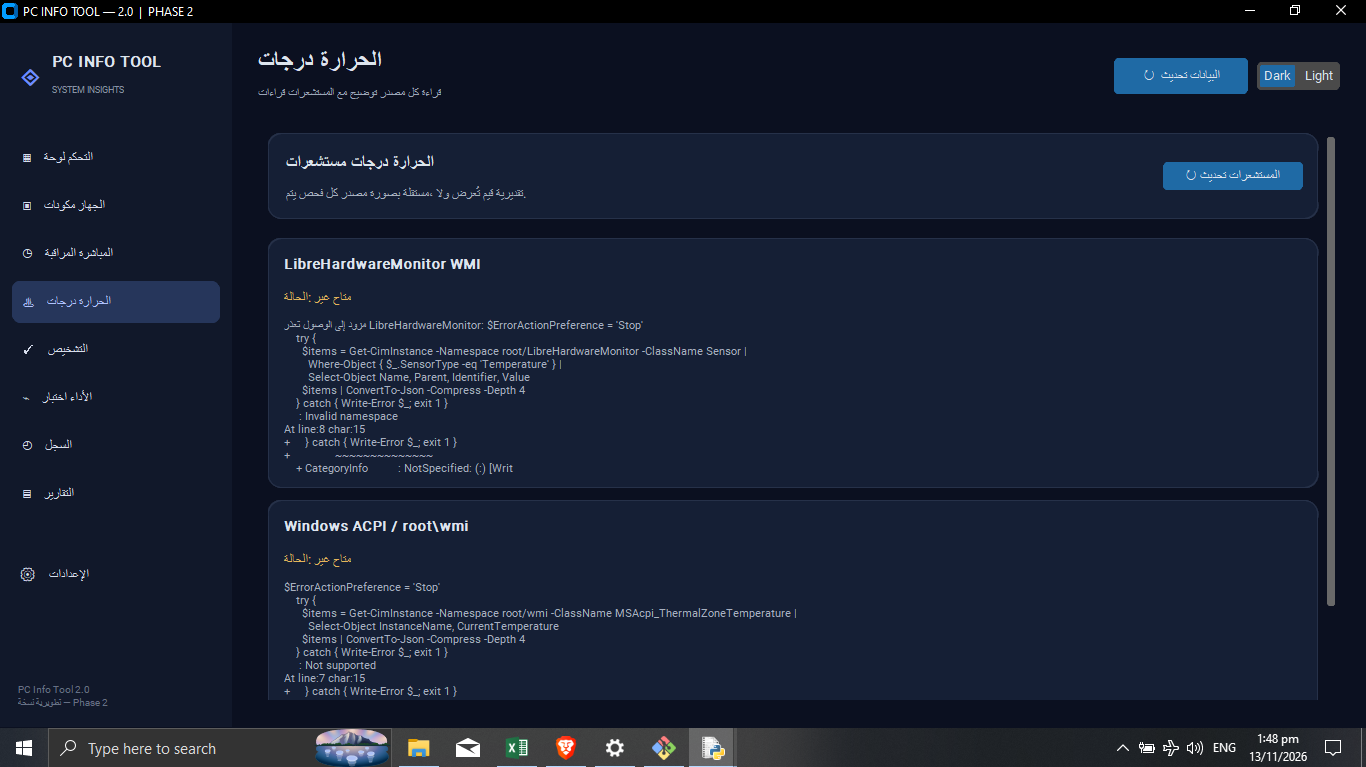 PC INFO TOOL — 2.0 | PHASE 2
PC INFO TOOL
SYSTEM INSIGHTS
التحكم لوحة
الجهاز مكونات
المباشرة المراقبة
الحرارة درجات
التشخيص
الأداء اختبار
السجل
التقارير
الإعدادات
PC Info Tool 2.0
تطويرية نسخة — Phase 2
الحرارة درجات
قراءة كل مصدر توضيح مع المستشعرات قراءات
البيانات تحديث
Dark Light
الحرارة درجات مستشعرات
تقديرية قيم تُعرض ولا ،مستقلة بصورة مصدر كل فحص يتم.
المستشعرات تحديث
LibreHardwareMonitor WMI
متاح غير :الحالة
مزود إلى الوصول تعذر LibreHardwareMonitor: $ErrorActionPreference = 'Stop'
try {
$items = Get-CimInstance -Namespace root/LibreHardwareMonitor -ClassName Sensor |
Where-Object { $_.SensorType -eq 'Temperature' } |
Select-Object Name, Parent, Identifier, Value
$items | ConvertTo-Json -Compress -Depth 4
} catch { Write-Error $_; exit 1 }
: Invalid namespace
At line:8 char:15
+ } catch { Write-Error $_; exit 1 }
+ ~~~~~~~~~~~~~~
+ CategoryInfo : NotSpecified: (:) [Writ
Windows ACPI / root\wmi
متاح غير :الحالة
$ErrorActionPreference = 'Stop'
try {
$items = Get-CimInstance -Namespace root/wmi -ClassName MSAcpi_ThermalZoneTemperature |
Select-Object InstanceName, CurrentTemperature
$items | ConvertTo-Json -Compress -Depth 4
} catch { Write-Error $_; exit 1 }
: Not supported
At line:7 char:15
+ } catch { Write-Error $_; exit 1 }
Type here to search
ENG
1:48 pm
13/11/2026